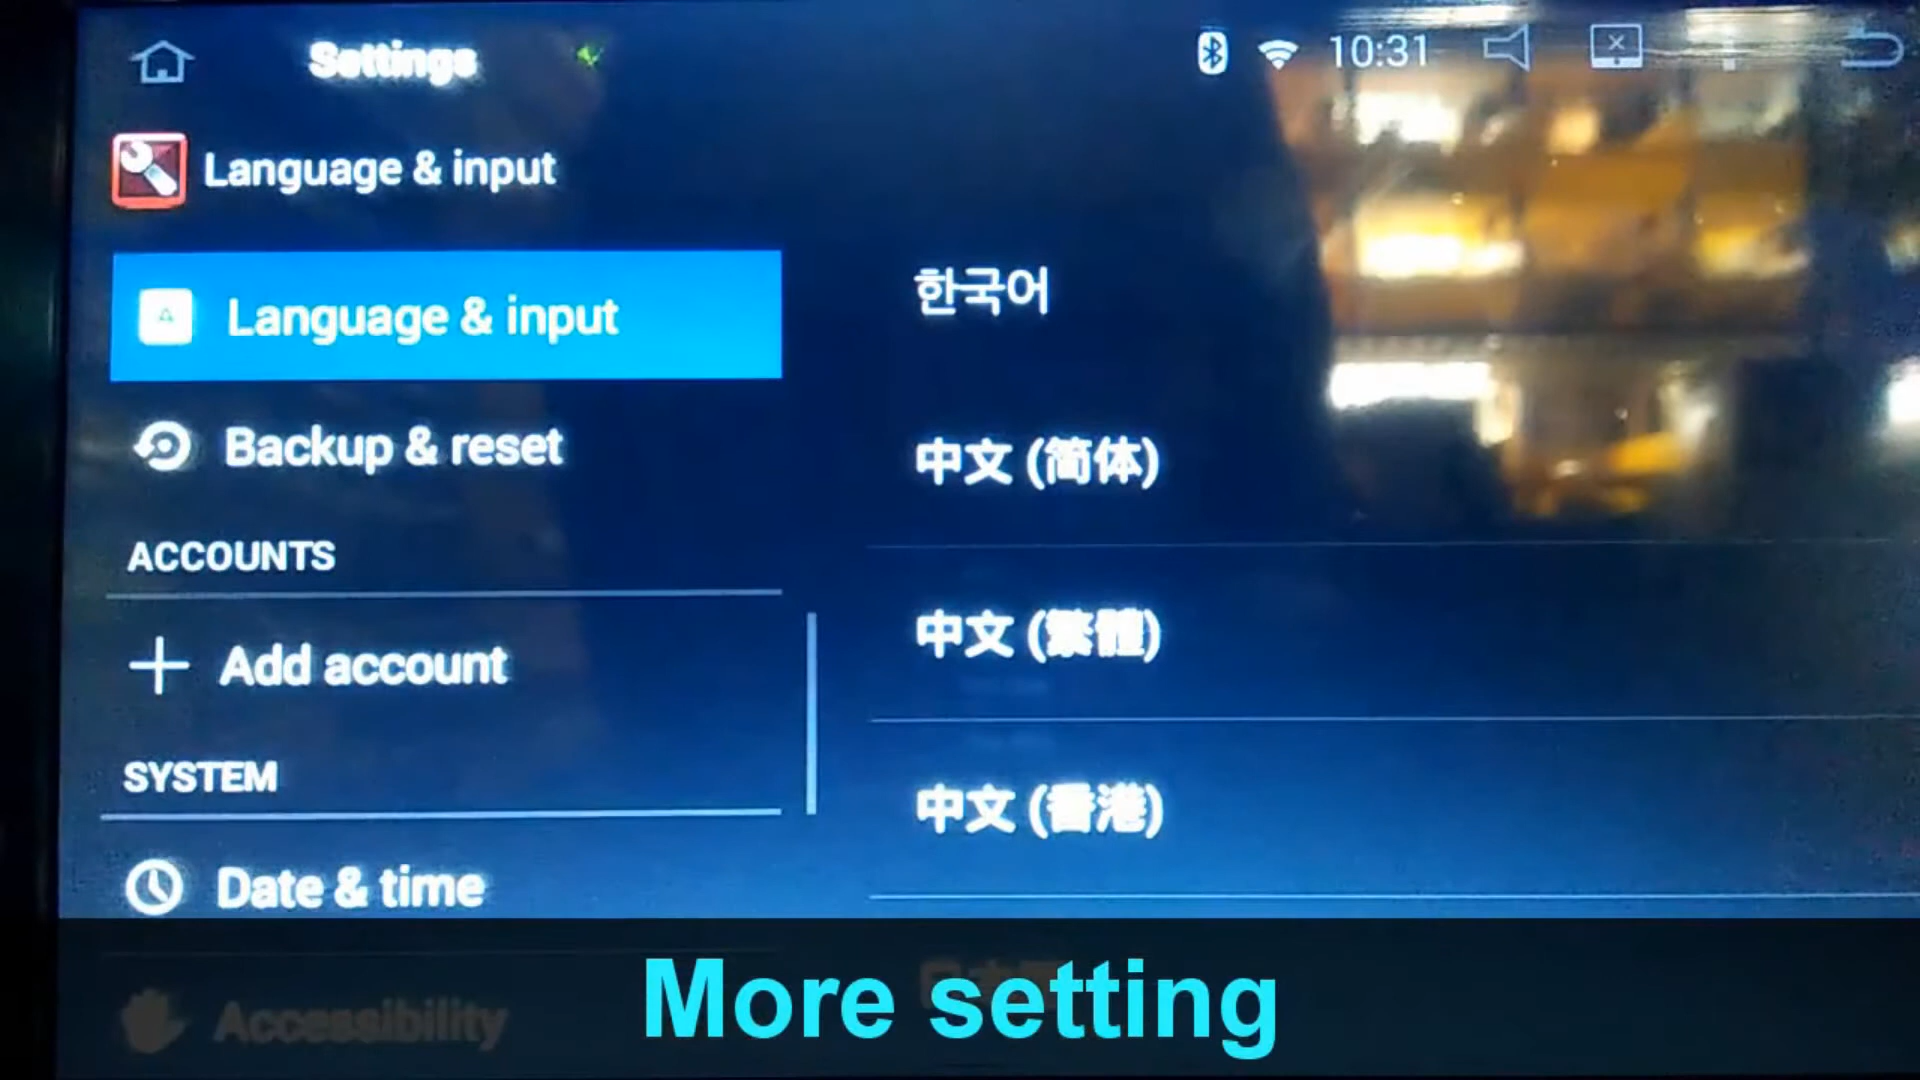 Settings
10:31
Language & input
Language & input
Backup & reset
ACCOUNTS
Add account
SYSTEM
Date & time
Accessibility
한국어
中文 (简体)
中文 (繁體)
中文 (香港)
More setting